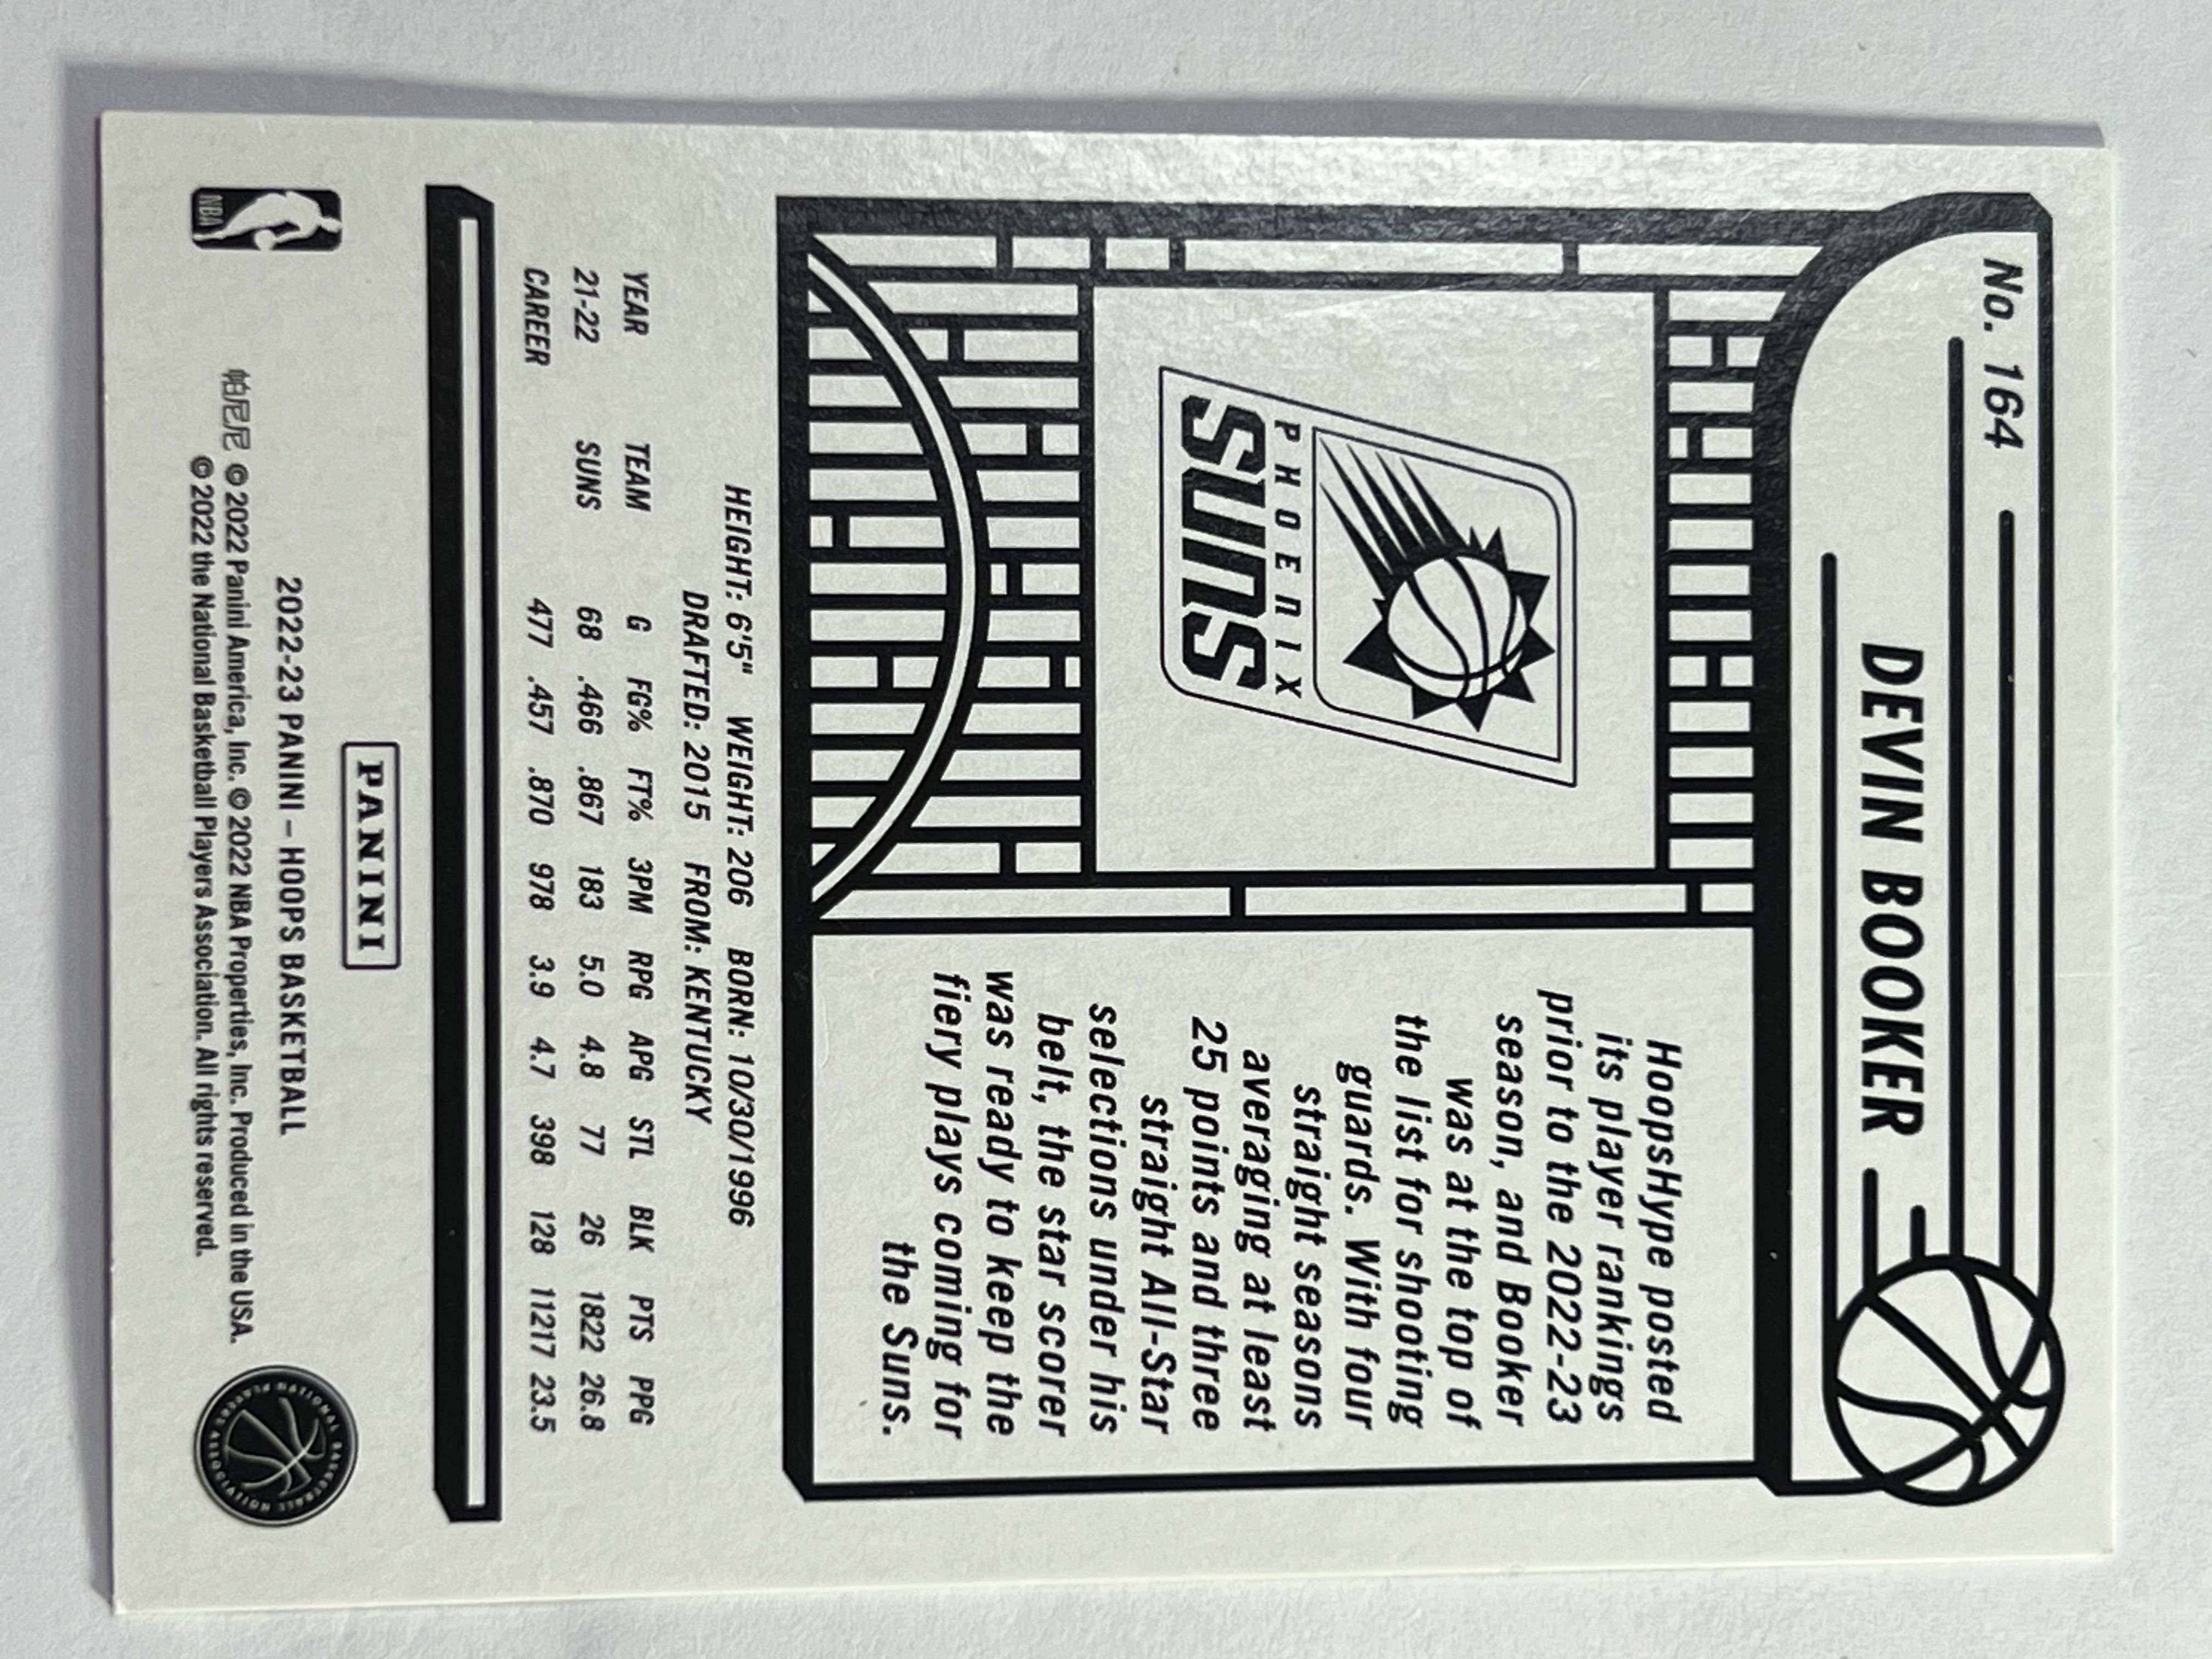 No. 164
DEVIN BOOKER
PHOENIX
SUNS
HoopsHype posted
its player rankings
prior to the 2022-23
season, and Booker
was at the top of
the list for shooting
guards. With four
straight seasons
averaging at least
25 points and three
straight All-Star
selections under his
belt, the star scorer
was ready to keep the
fiery plays coming for
the Suns.
HEIGHT: 6'5" WEIGHT: 206 BORN: 10/30/1996
DRAFTED: 2015 FROM: KENTUCKY
YEAR TEAM G FG% FT% 3PM RPG APG STL BLK PTS PPG
21-22 SUNS 68 .466 .867 183 5.0 4.8 77 26 1822 26.8
CAREER 477 .457 .870 978 3.9 4.7 398 128 11217 23.5
PANINI
2022-23 PANINI – HOOPS BASKETBALL
帕尼尼 © 2022 Panini America, Inc. © 2022 NBA Properties, Inc. Produced in the USA.
© 2022 the National Basketball Players Association. All rights reserved.
NBA
NATIONAL BASKETBALL PLAYERS ASSOCIATION